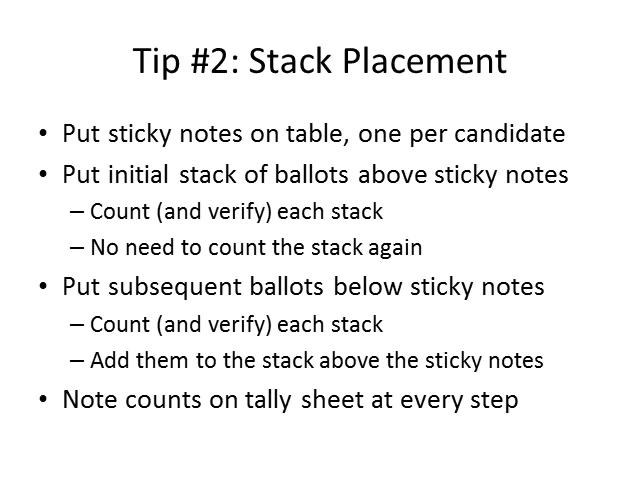 Tip #2: Stack Placement
• Put sticky notes on table, one per candidate
• Put initial stack of ballots above sticky notes
– Count (and verify) each stack
– No need to count the stack again
• Put subsequent ballots below sticky notes
– Count (and verify) each stack
– Add them to the stack above the sticky notes
• Note counts on tally sheet at every step